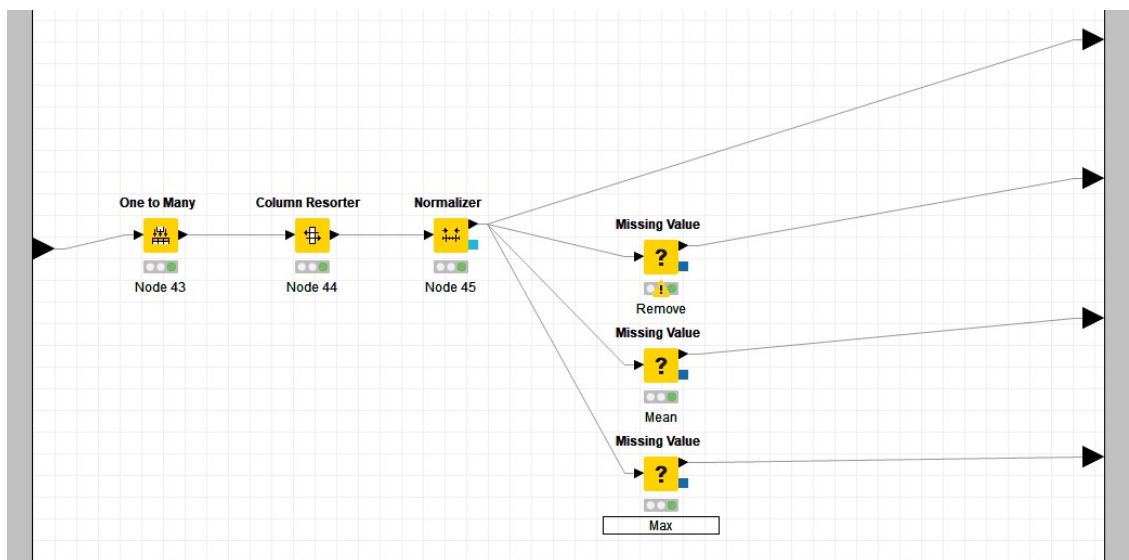 One to Many
Column Resorter
Normalizer
Node 43
Node 44
Node 45
Missing Value
?
!
Remove
Missing Value
?
Mean
Missing Value
?
Max